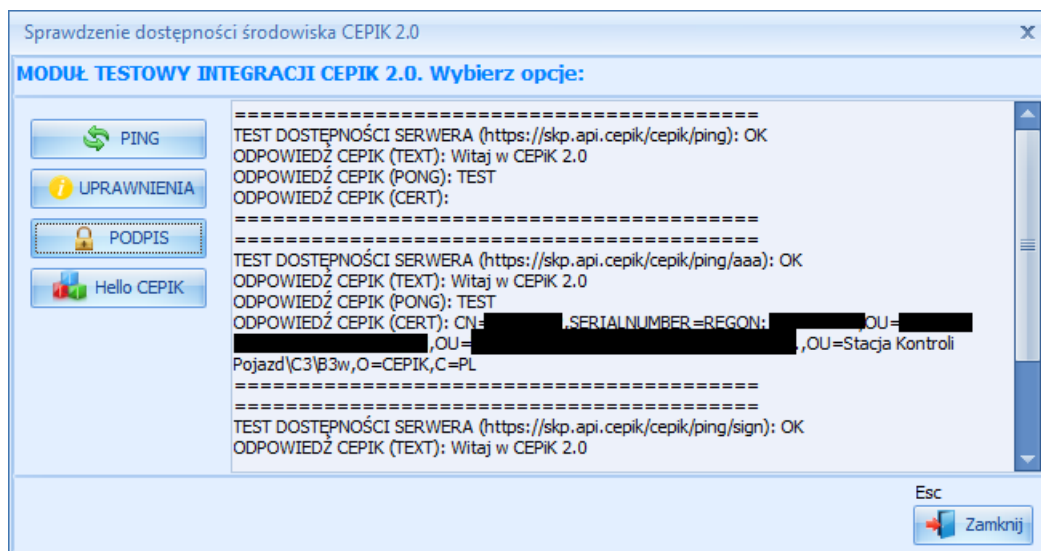 Sprawdzenie dostępności środowiska CEPIK 2.0
x
MODUŁ TESTOWY INTEGRACJI CEPIK 2.0. Wybierz opcje:
PING
UPRAWNIENIA
PODPIS
Hello CEPIK
=========================================
TEST DOSTĘPNOŚCI SERWERA (https://skp.api.cepik/cepik/ping): OK
ODPOWIEDŹ CEPIK (TEXT): Witaj w CEPiK 2.0
ODPOWIEDŹ CEPIK (PONG): TEST
ODPOWIEDŹ CEPIK (CERT):
=========================================
=========================================
TEST DOSTĘPNOŚCI SERWERA (https://skp.api.cepik/cepik/ping/aaa): OK
ODPOWIEDŹ CEPIK (TEXT): Witaj w CEPiK 2.0
ODPOWIEDŹ CEPIK (PONG): TEST
ODPOWIEDŹ CEPIK (CERT): CN= ,SERIALNUMBER=REGON: ,OU=
,OU= .,OU=Stacja Kontroli
Pojazd\C3\B3w,O=CEPIK,C=PL
=========================================
=========================================
TEST DOSTĘPNOŚCI SERWERA (https://skp.api.cepik/cepik/ping/sign): OK
ODPOWIEDŹ CEPIK (TEXT): Witaj w CEPiK 2.0
Esc
Zamknij